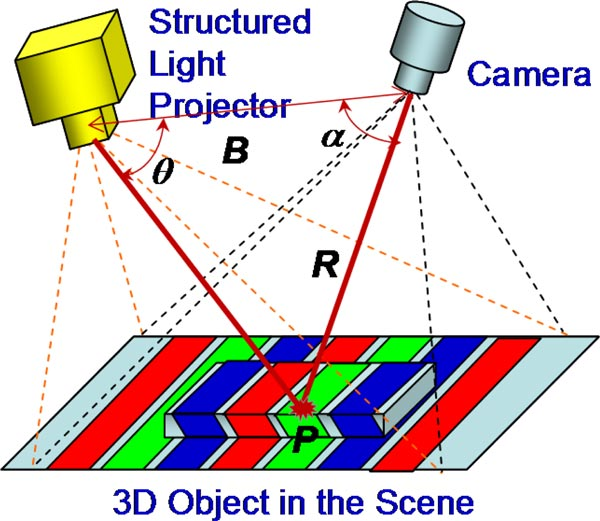 Structured
Light
Projector
Camera
B
α
θ
R
P
3D Object in the Scene